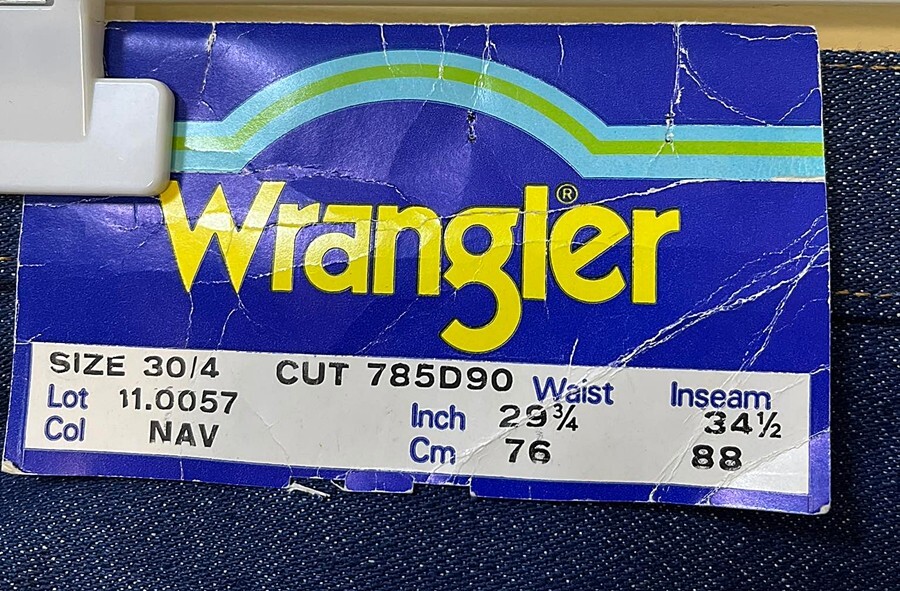 Wrangler®
SIZE 30/4 CUT 785D90 Waist Inseam
Lot 11.0057 Inch 29¾ 34½
Col NAV Cm 76 88